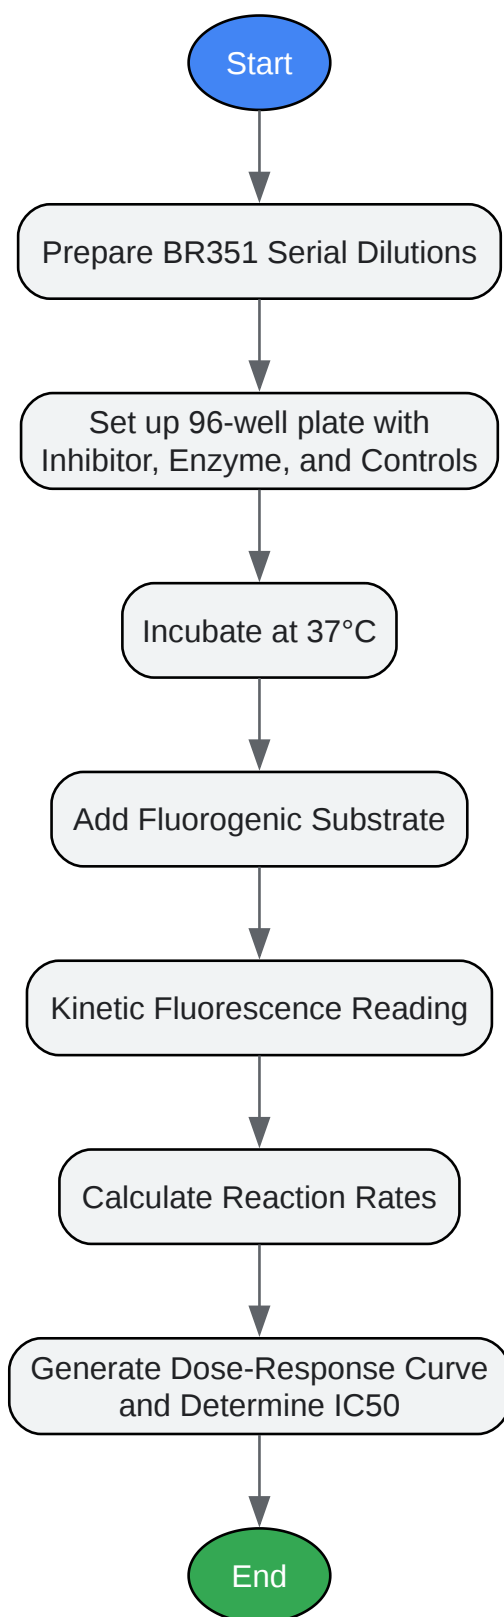 Start
Prepare BR351 Serial Dilutions
Set up 96-well plate with
Inhibitor, Enzyme, and Controls
Incubate at 37°C
Add Fluorogenic Substrate
Kinetic Fluorescence Reading
Calculate Reaction Rates
Generate Dose-Response Curve
and Determine IC50
End